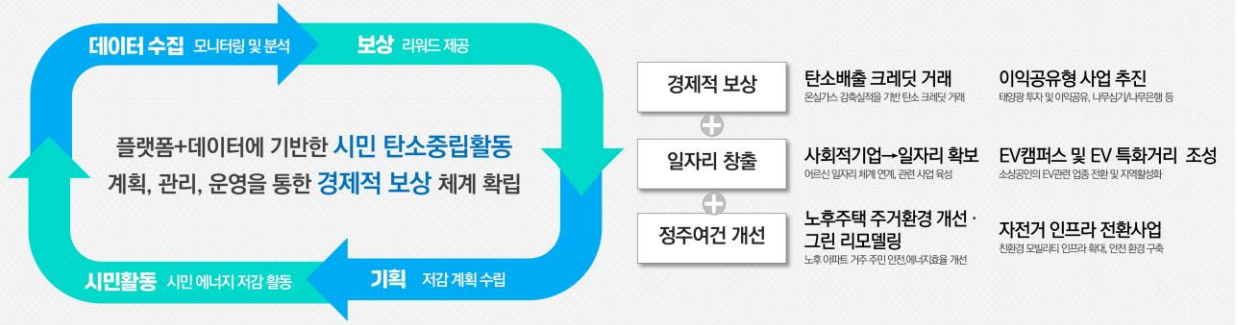 데이터 수집 모니터링 및 분석
보상 리워드 제공
플랫폼+데이터에 기반한 시민 탄소중립활동
계획, 관리, 운영을 통한 경제적 보상 체계 확립
시민활동 시민 에너지 저감 활동
기획 저감 계획 수립
경제적 보상
탄소배출 크레딧 거래
온실가스 감축실적을 기반 탄소 크레딧 거래
이익공유형 사업 추진
태양광 투자 및 이익공유, 나무심기/나무은행 등
일자리 창출
사회적기업→일자리 확보
어르신 일자리 체계 연계, 관련 사업 육성
EV캠퍼스 및 EV 특화거리 조성
소상공인의 EV관련 업종 전환 및 지역활성화
정주여건 개선
노후주택 주거환경 개선 ·
그린 리모델링
노후 아파트 거주 주민 안전,에너지효율 개선
자전거 인프라 전환사업
친환경 모빌리티 인프라 확대, 안전 환경 구축